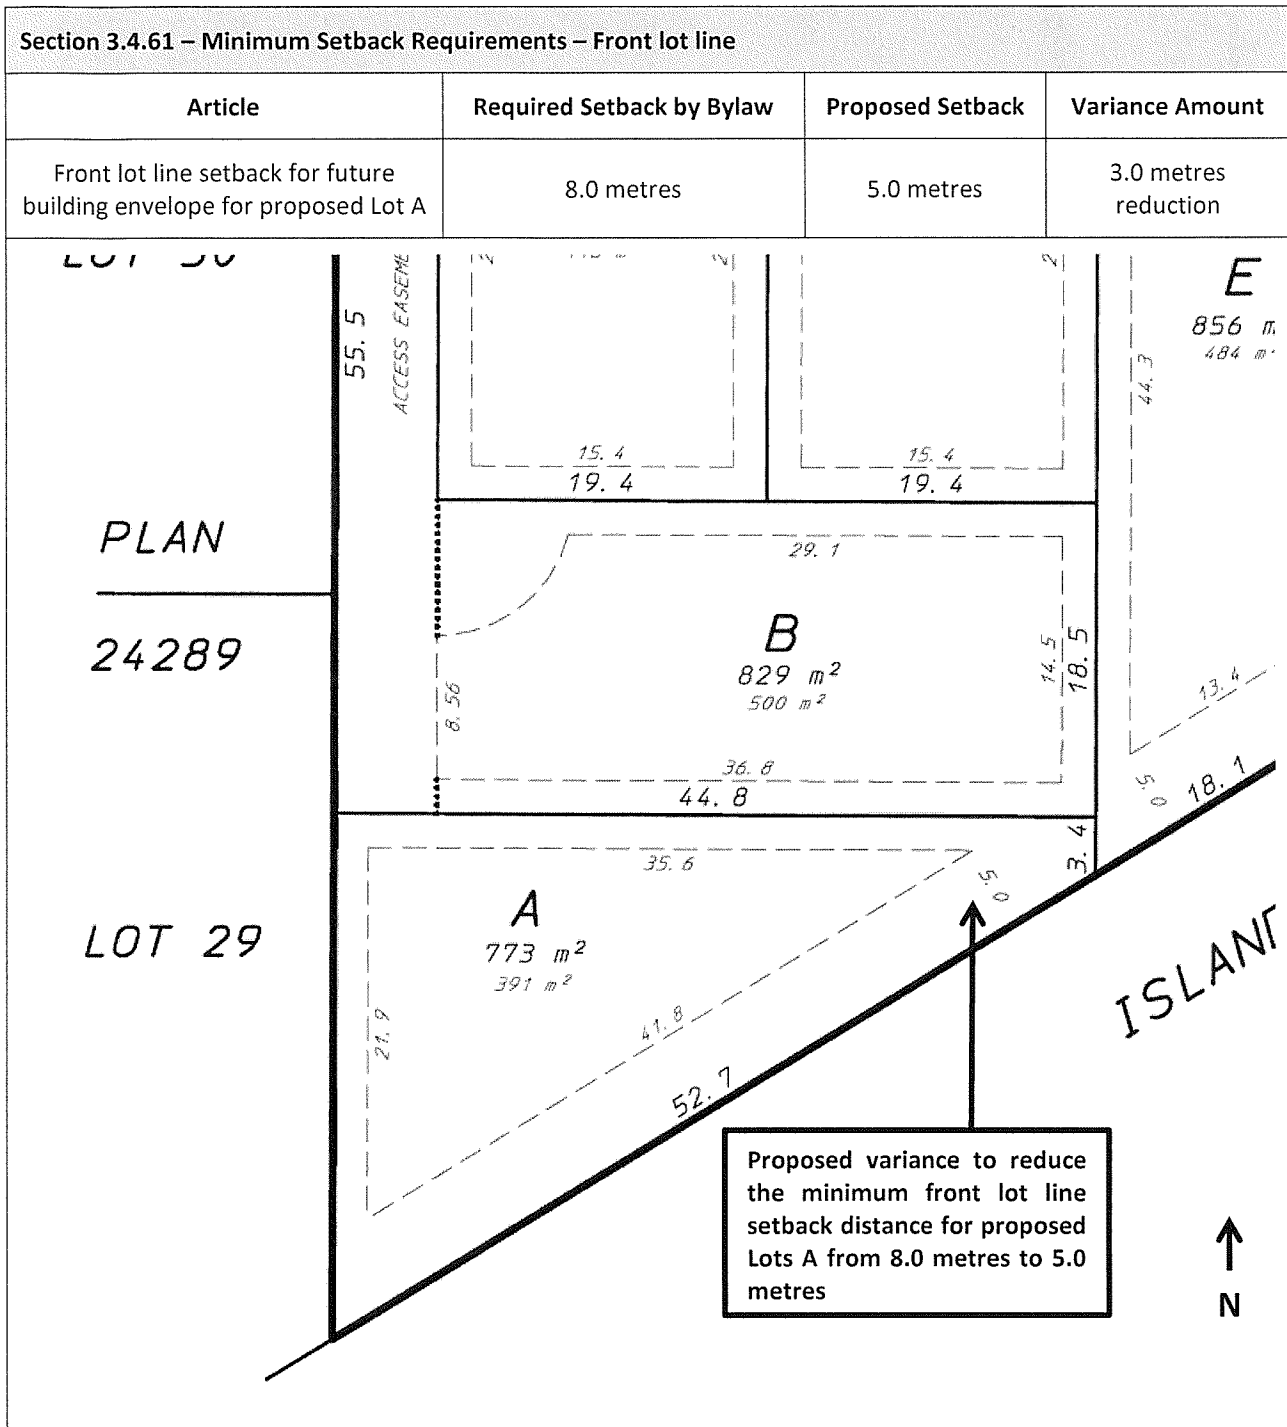 Section 3.4.61 – Minimum Setback Requirements – Front lot line
Article Required Setback by Bylaw Proposed Setback Variance Amount
Front lot line setback for future
building envelope for proposed Lot A
8.0 metres
5.0 metres
3.0 metres
reduction
55.5
ACCESS
E
856
484
44.3
15.4
19.4
15.4
19.4
PLAN
24289
29.1
B
829 m²
500 m²
14.5
18.5
8.56
36.8
44.8
13.4
5.0
18.1
3.4
35.6
5.0
A
773 m²
391 m²
LOT 29
21.9
41.8
52.7
Proposed variance to reduce
the minimum front lot line
setback distance for proposed
Lots A from 8.0 metres to 5.0
metres
N